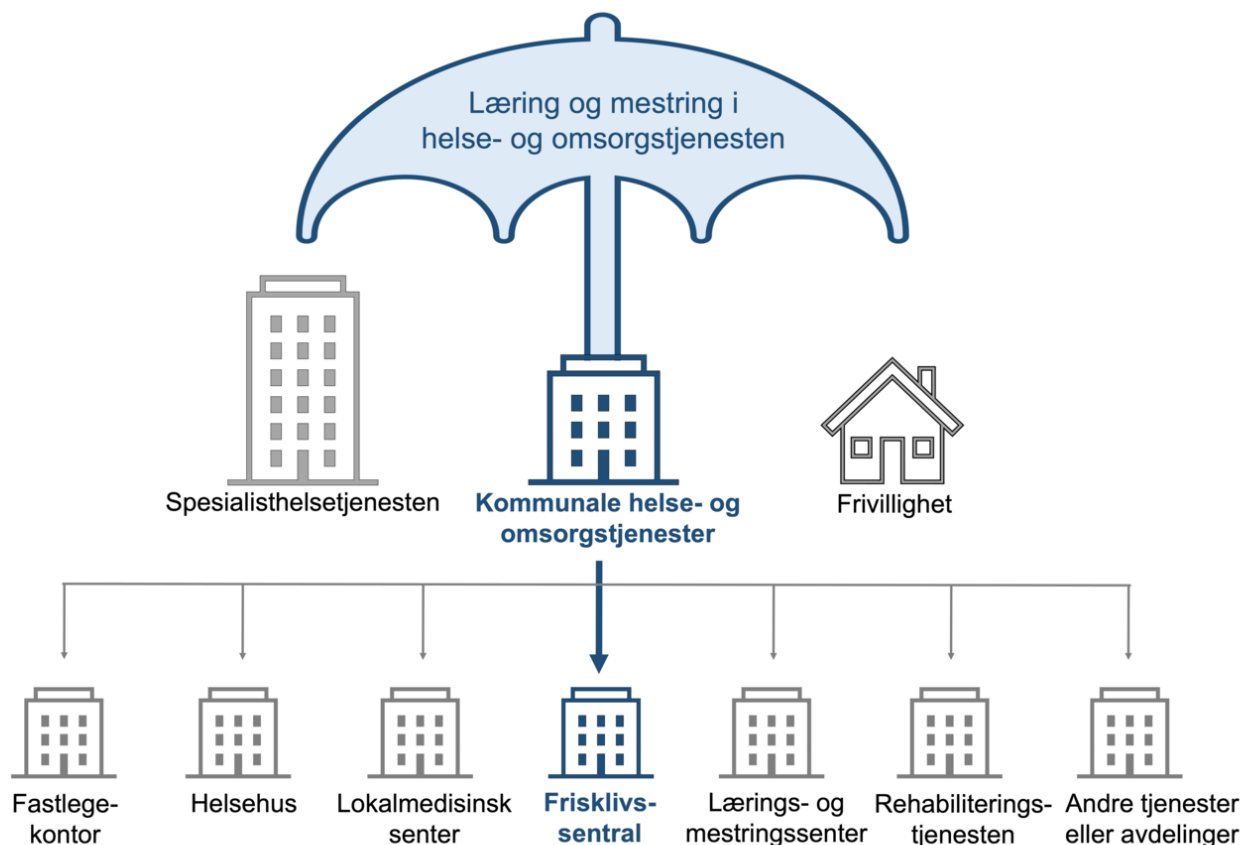 Læring og mestring i
helse- og omsorgstjenesten
Spesialisthelsetjenesten
Kommunale helse- og
omsorgstjenester
Frivillighet
Fastlege-
kontor
Helsehus
Lokalmedisinsk
senter
Frisklivs-
sentral
Lærings- og
mestringssenter
Rehabiliterings-
tjenesten
Andre tjenester
eller avdelinger